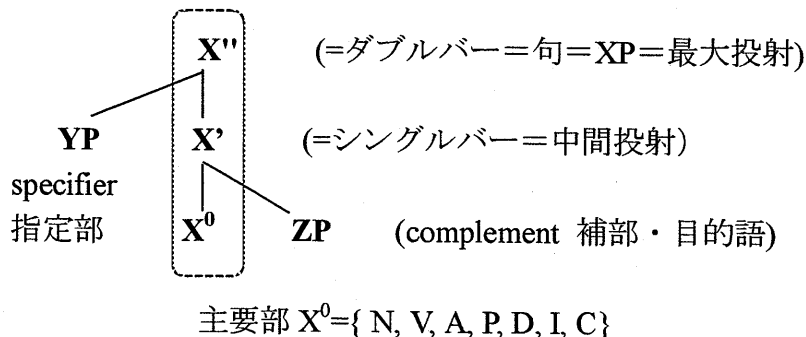 X'' (=ダブルバー=句=XP=最大投射)
YP X' (=シングルバー=中間投射)
specifier
指定部 X⁰ ZP (complement 補部・目的語)
主要部 X⁰={ N, V, A, P, D, I, C}